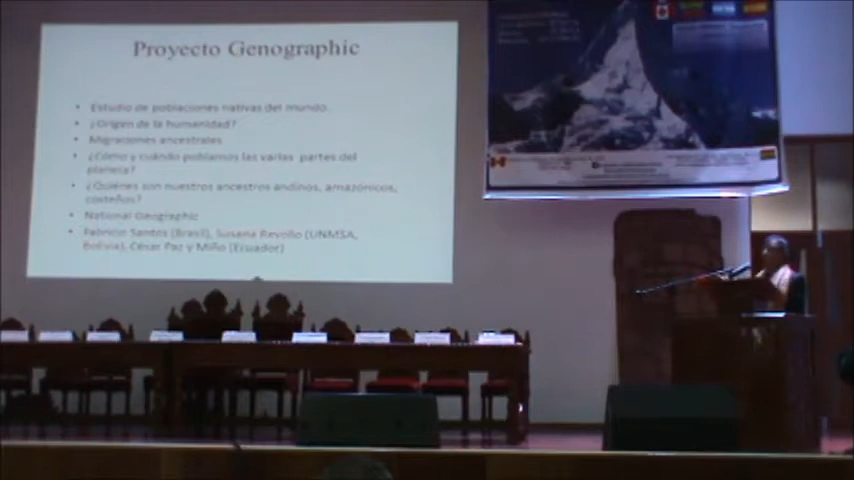 Proyecto Genographic
• Estudio de poblaciones nativas del mundo.
• ¿Origen de la humanidad?
• Migraciones ancestrales
• ¿Cómo y cuándo poblamos las varias partes del
planeta?
• ¿Quiénes son nuestros ancestros andinos, amazónicos,
costeños?
• National Geographic
• Fabricio Santos (Brasil), Susana Revollo (UNMSA,
Bolivia), César Paz y Miño (Ecuador)